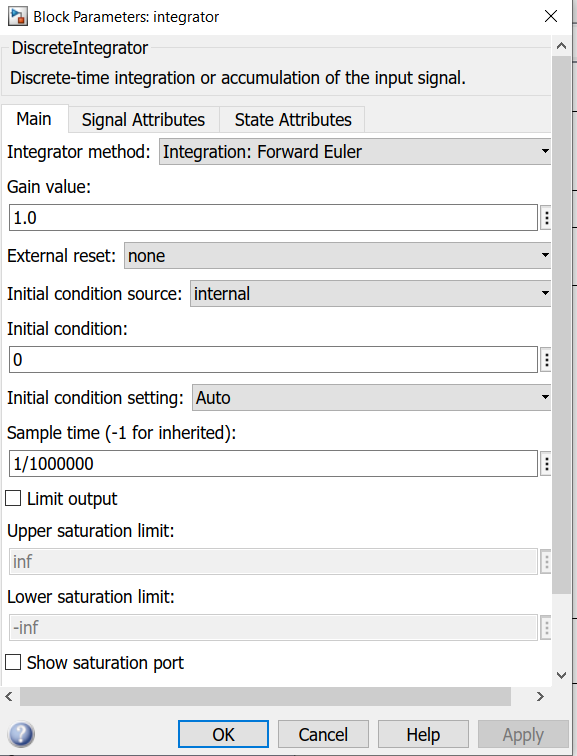 Block Parameters: integrator
DiscreteIntegrator
Discrete-time integration or accumulation of the input signal.
Main Signal Attributes State Attributes
Integrator method: Integration: Forward Euler
Gain value:
1.0
External reset: none
Initial condition source: internal
Initial condition:
0
Initial condition setting: Auto
Sample time (-1 for inherited):
1/1000000
Limit output
Upper saturation limit:
inf
Lower saturation limit:
-inf
Show saturation port
OK Cancel Help Apply